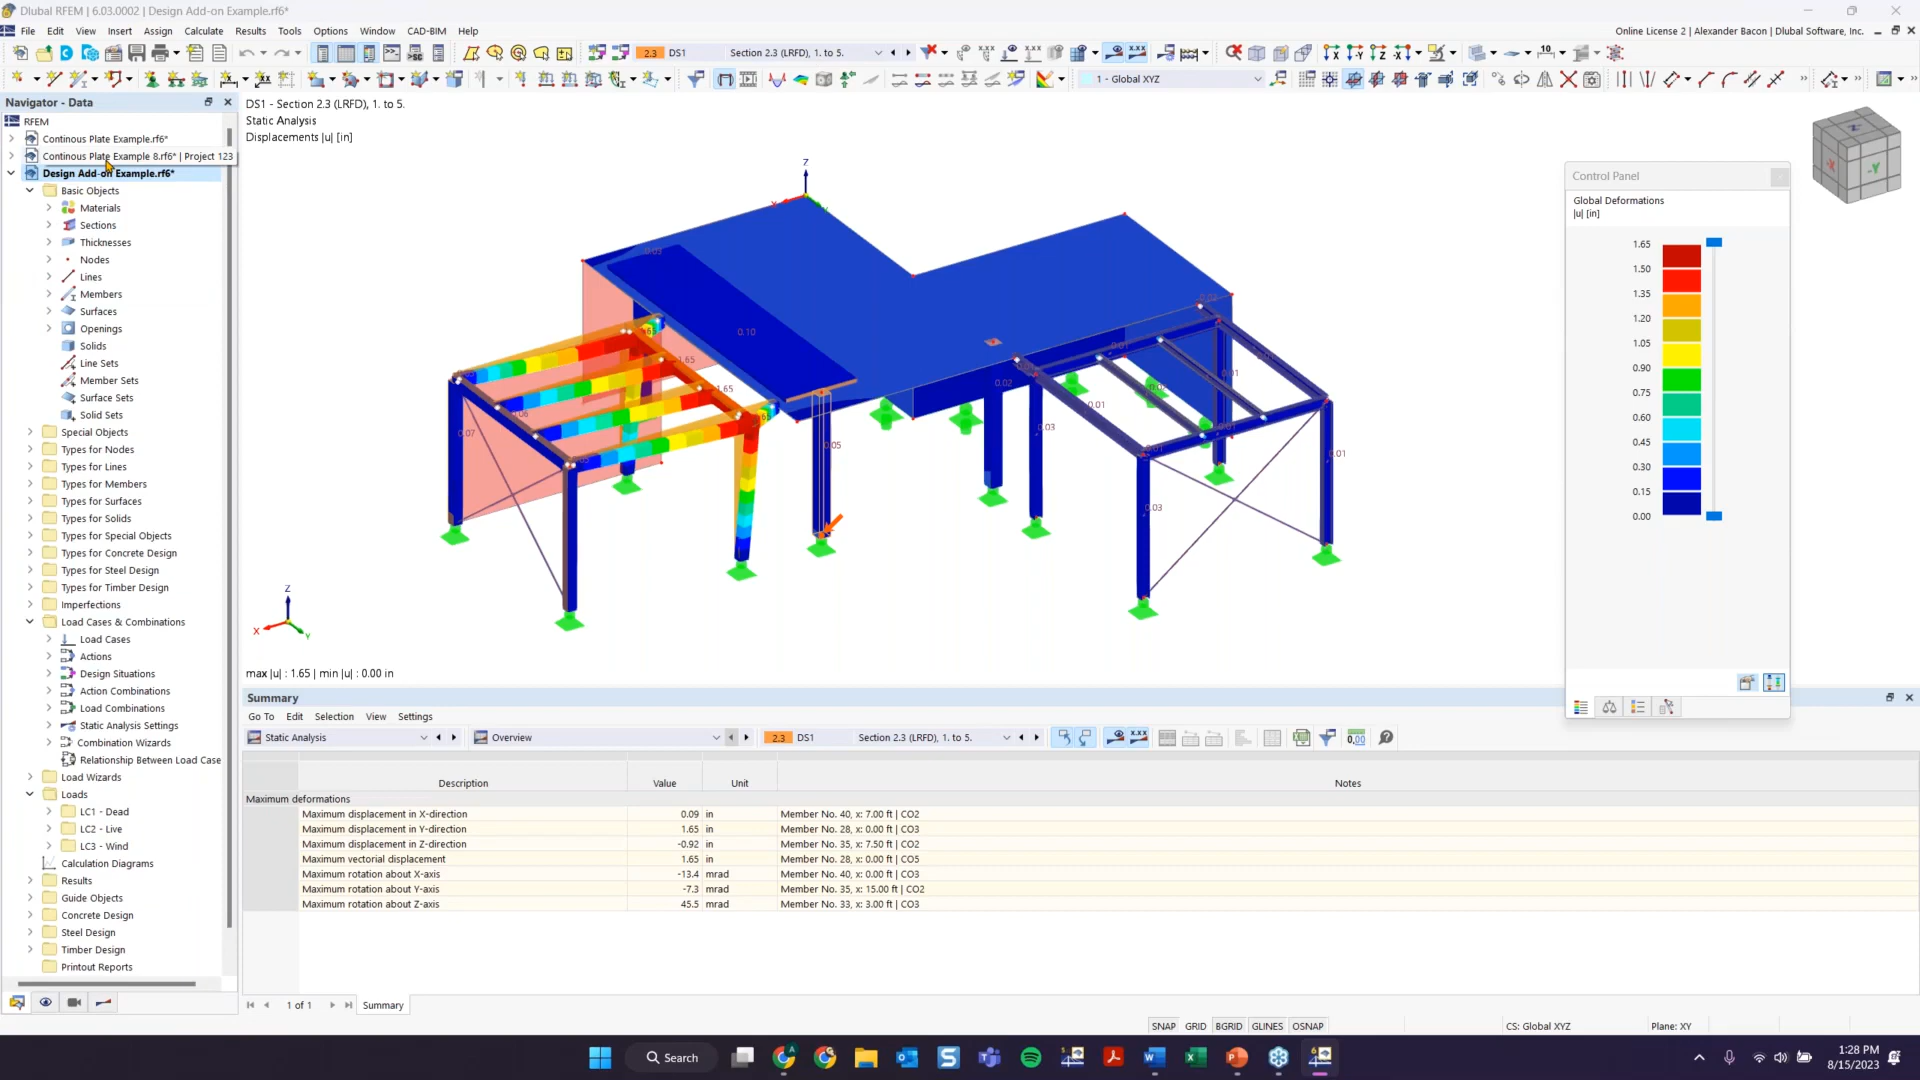 Dlubal RFEM | 6.03.0002 | Design Add-on Example.rf6*
File Edit View Insert Assign Calculate Results Tools Options Window CAD-BIM Help
Online License 2 | Alexander Bacon | Dlubal Software, Inc.
2.3 DS1 Section 2.3 (LRFD), 1. to 5.
1 - Global XYZ
Navigator - Data
RFEM
Continous Plate Example.rf6*
Continous Plate Example 8.rf6* | Project 123
Design Add-on Example.rf6*
Basic Objects
Materials
Sections
Thicknesses
Nodes
Lines
Members
Surfaces
Openings
Solids
Line Sets
Member Sets
Surface Sets
Solid Sets
Special Objects
Types for Nodes
Types for Lines
Types for Members
Types for Surfaces
Types for Solids
Types for Special Objects
Types for Concrete Design
Types for Steel Design
Types for Timber Design
Imperfections
Load Cases & Combinations
Load Cases
Actions
Design Situations
Action Combinations
Load Combinations
Static Analysis Settings
Combination Wizards
Relationship Between Load Case
Load Wizards
Loads
LC1 - Dead
LC2 - Live
LC3 - Wind
Calculation Diagrams
Results
Guide Objects
Concrete Design
Steel Design
Timber Design
Printout Reports
DS1 - Section 2.3 (LRFD), 1. to 5.
Static Analysis
Displacements |u| [in]
Z
0.03
0.10
1.65
1.65
0.07
0.05
0.02
0.03
0.01
0.01
0.01
0.03
Z
X
Y
max |u| : 1.65 | min |u| : 0.00 in
-X
-Y
Control Panel
Global Deformations
|u| [in]
1.65
1.50
1.35
1.20
1.05
0.90
0.75
0.60
0.45
0.30
0.15
0.00
Summary
Go To Edit Selection View Settings
Static Analysis Overview 2.3 DS1 Section 2.3 (LRFD), 1. to 5.
Description Value Unit Notes
Maximum deformations
Maximum displacement in X-direction 0.09 in Member No. 40, x: 7.00 ft | CO2
Maximum displacement in Y-direction 1.65 in Member No. 28, x: 0.00 ft | CO3
Maximum displacement in Z-direction -0.92 in Member No. 35, x: 7.50 ft | CO2
Maximum vectorial displacement 1.65 in Member No. 28, x: 0.00 ft | CO5
Maximum rotation about X-axis -13.4 mrad Member No. 40, x: 0.00 ft | CO3
Maximum rotation about Y-axis -7.3 mrad Member No. 35, x: 15.00 ft | CO2
Maximum rotation about Z-axis 45.5 mrad Member No. 33, x: 3.00 ft | CO3
1 of 1 Summary
SNAP GRID BGRID GLINES OSNAP
CS: Global XYZ Plane: XY
Search
1:28 PM
8/15/2023